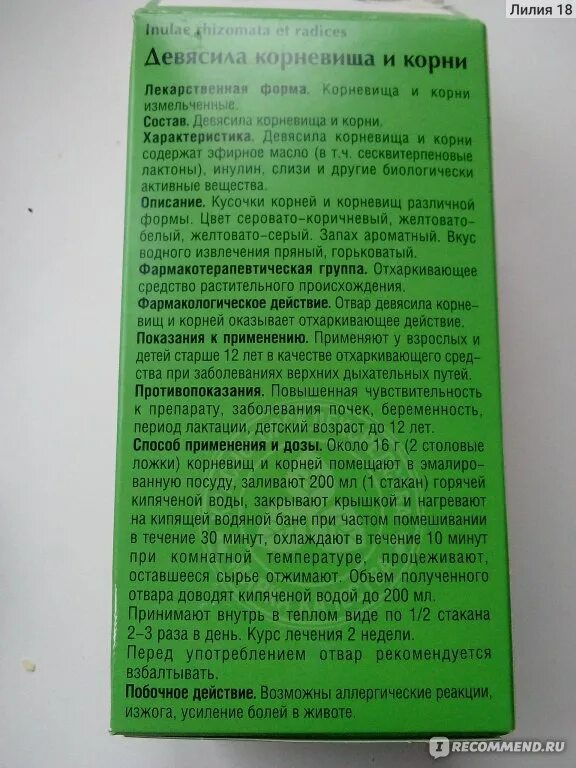 Лилия 18
Inulae rhizomata et radices
Девясила корневища и корни
Лекарственная форма. Корневища и корни
измельченные.
Состав. Девясила корневища и корни.
Характеристика. Девясила корневища и корни
содержат эфирное масло (в т.ч. сесквитерпеновые
лактоны), инулин, слизи и другие биологически
активные вещества.
Описание. Кусочки корней и корневищ различной
формы. Цвет серовато-коричневый, желтовато-
белый, желтовато-серый. Запах ароматный. Вкус
водного извлечения пряный, горьковатый.
Фармакотерапевтическая группа. Отхаркивающее
средство растительного происхождения.
Фармакологическое действие. Отвар девясила корне-
вищ и корней оказывает отхаркивающее действие.
Показания к применению. Применяют у взрослых и
детей старше 12 лет в качестве отхаркивающего сред-
ства при заболеваниях верхних дыхательных путей.
Противопоказания. Повышенная чувствительность
к препарату, заболевания почек, беременность,
период лактации, детский возраст до 12 лет.
Способ применения и дозы. Около 16 г (2 столовые
ложки) корневищ и корней помещают в эмалиро-
ванную посуду, заливают 200 мл (1 стакан) горячей
кипяченой воды, закрывают крышкой и нагревают
на кипящей водяной бане при частом помешивании
в течение 30 минут, охлаждают в течение 10 минут
при комнатной температуре, процеживают,
оставшееся сырье отжимают. Объем полученного
отвара доводят кипяченой водой до 200 мл.
Принимают внутрь в теплом виде по 1/2 стакана
2–3 раза в день. Курс лечения 2 недели.
Перед употреблением отвар рекомендуется
взбалтывать.
Побочное действие. Возможны аллергические реакции,
изжога, усиление болей в животе.
I RECOMMEND.RU